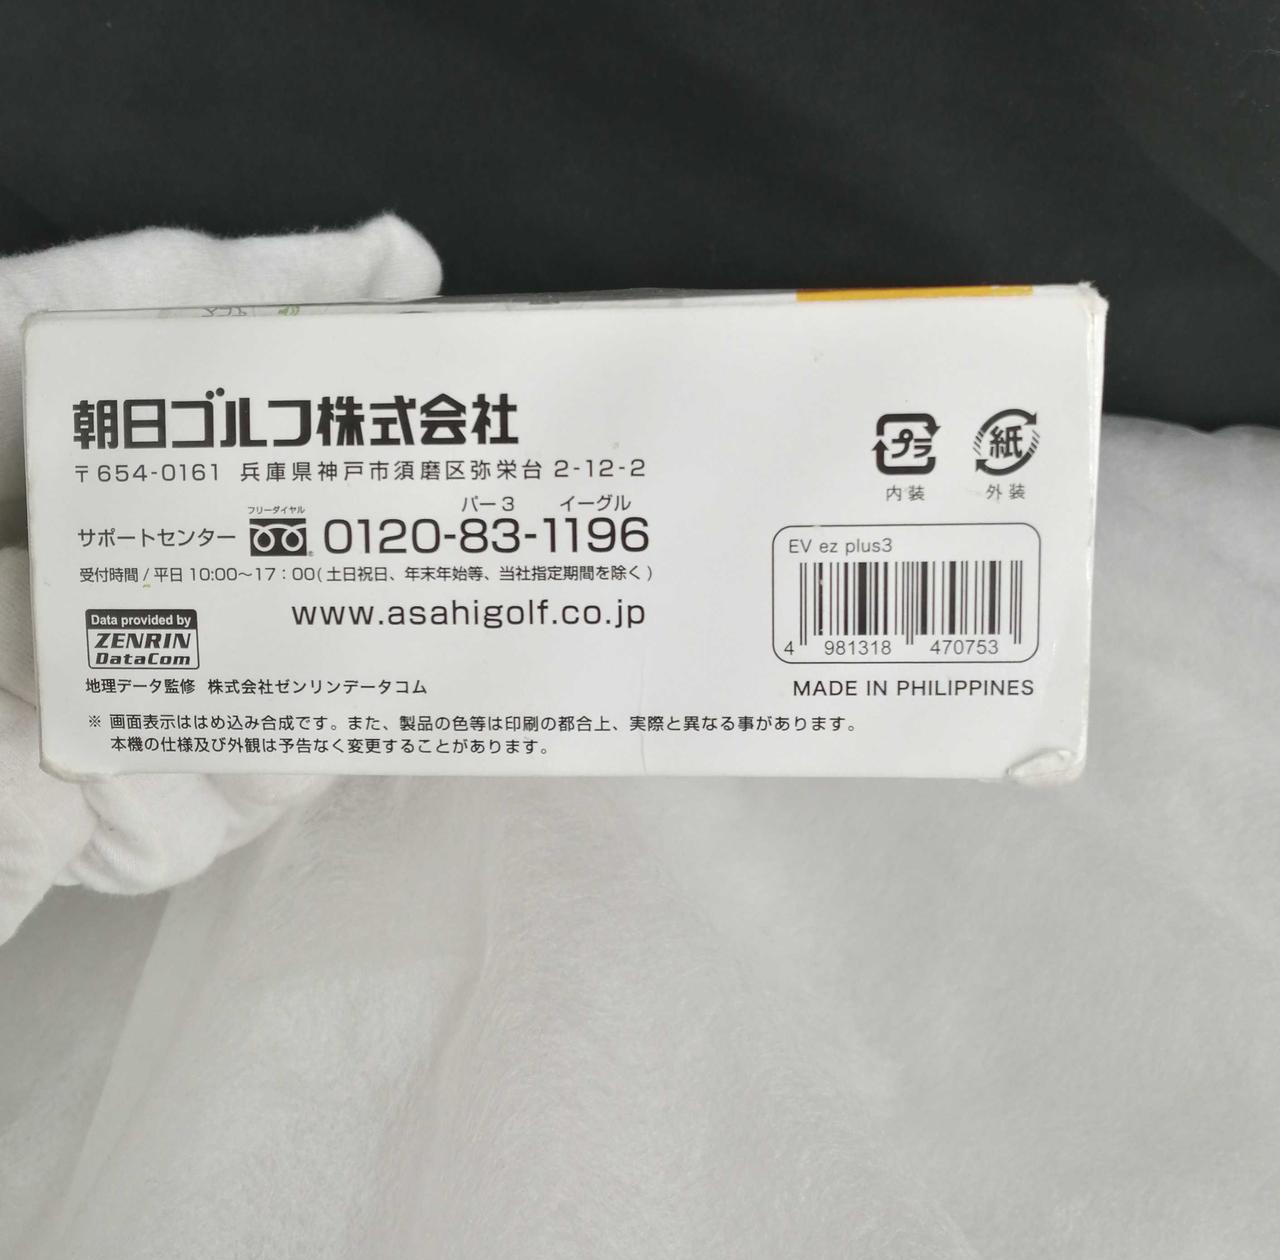 朝日ゴルフ株式会社
〒654-0161 兵庫県神戸市須磨区弥栄台 2-12-2
パー3 イーグル
フリーダイヤル
サポートセンター 0120-83-1196
受付時間/平日 10:00～17:00(土日祝日、年末年始等、当社指定期間を除く)
www.asahigolf.co.jp
Data provided by
ZENRIN
DataCom
地理データ監修 株式会社ゼンリンデータコム
※ 画面表示ははめ込み合成です。また、製品の色等は印刷の都合上、実際と異なる事があります。
本機の仕様及び外観は予告なく変更することがあります。
プラ
内装
紙
外装
EV ez plus3
4 981318 470753
MADE IN PHILIPPINES